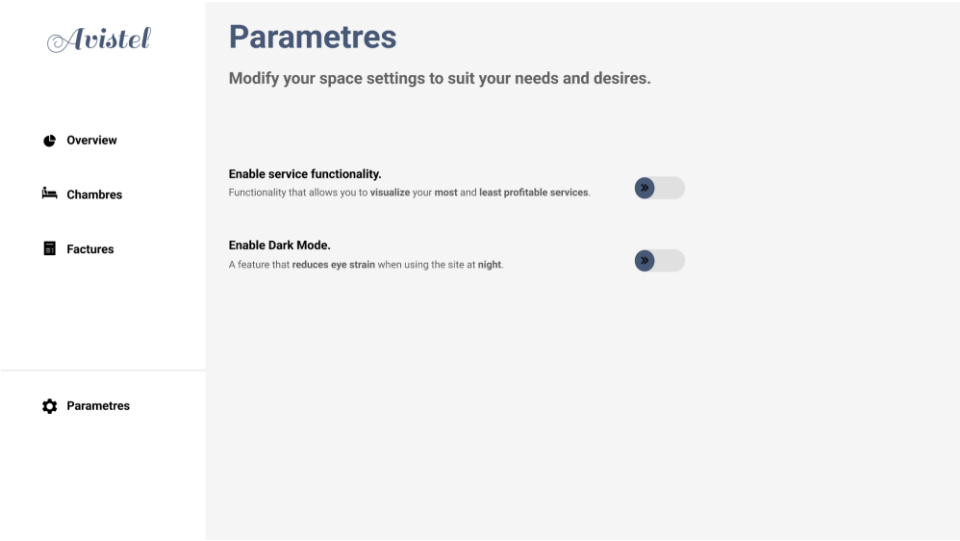 Avistel
Overview
Chambres
Factures
Parametres
Parametres
Modify your space settings to suit your needs and desires.
Enable service functionality.
Functionality that allows you to visualize your most and least profitable services.
Enable Dark Mode.
A feature that reduces eye strain when using the site at night.